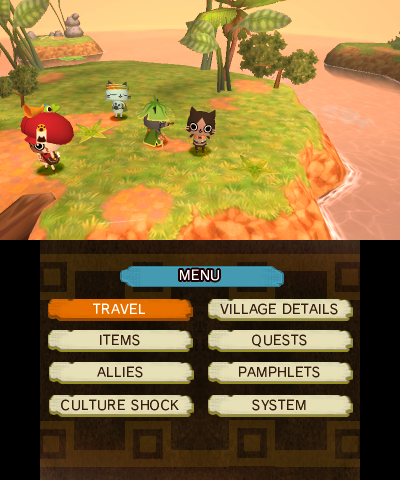 MENU
TRAVEL
VILLAGE DETAILS
ITEMS
QUESTS
ALLIES
PAMPHLETS
CULTURE SHOCK
SYSTEM